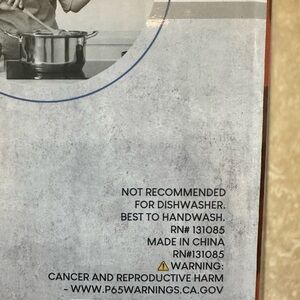 NOT RECOMMENDED
FOR DISHWASHER.
BEST TO HANDWASH.
RN# 131085
MADE IN CHINA
RN#131085
⚠WARNING:
CANCER AND REPRODUCTIVE HARM
- WWW.P65WARNINGS.CA.GOV